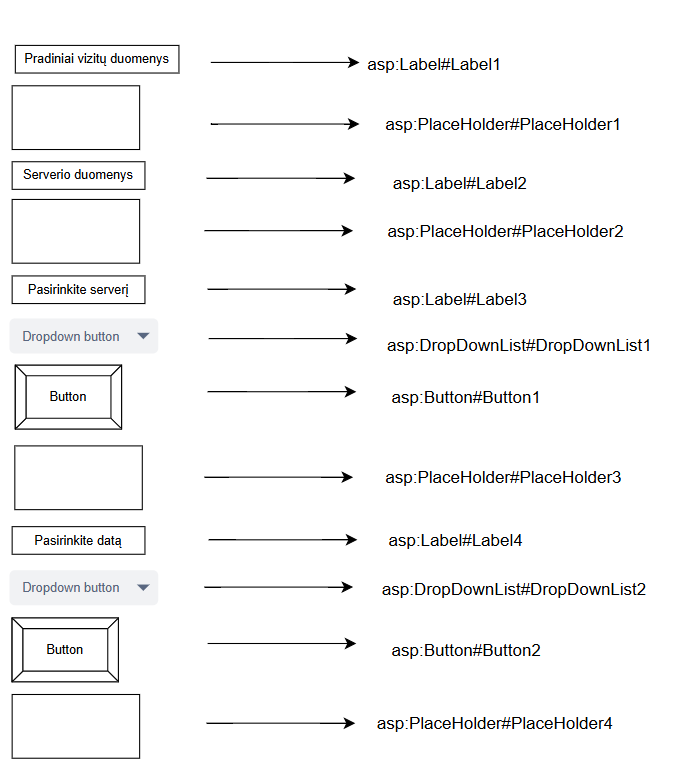 Pradiniai vizitų duomenys
asp:Label#Label1
asp:PlaceHolder#PlaceHolder1
Serverio duomenys
asp:Label#Label2
asp:PlaceHolder#PlaceHolder2
Pasirinkite serverį
asp:Label#Label3
Dropdown button
asp:DropDownList#DropDownList1
Button
asp:Button#Button1
asp:PlaceHolder#PlaceHolder3
Pasirinkite datą
asp:Label#Label4
Dropdown button
asp:DropDownList#DropDownList2
Button
asp:Button#Button2
asp:PlaceHolder#PlaceHolder4